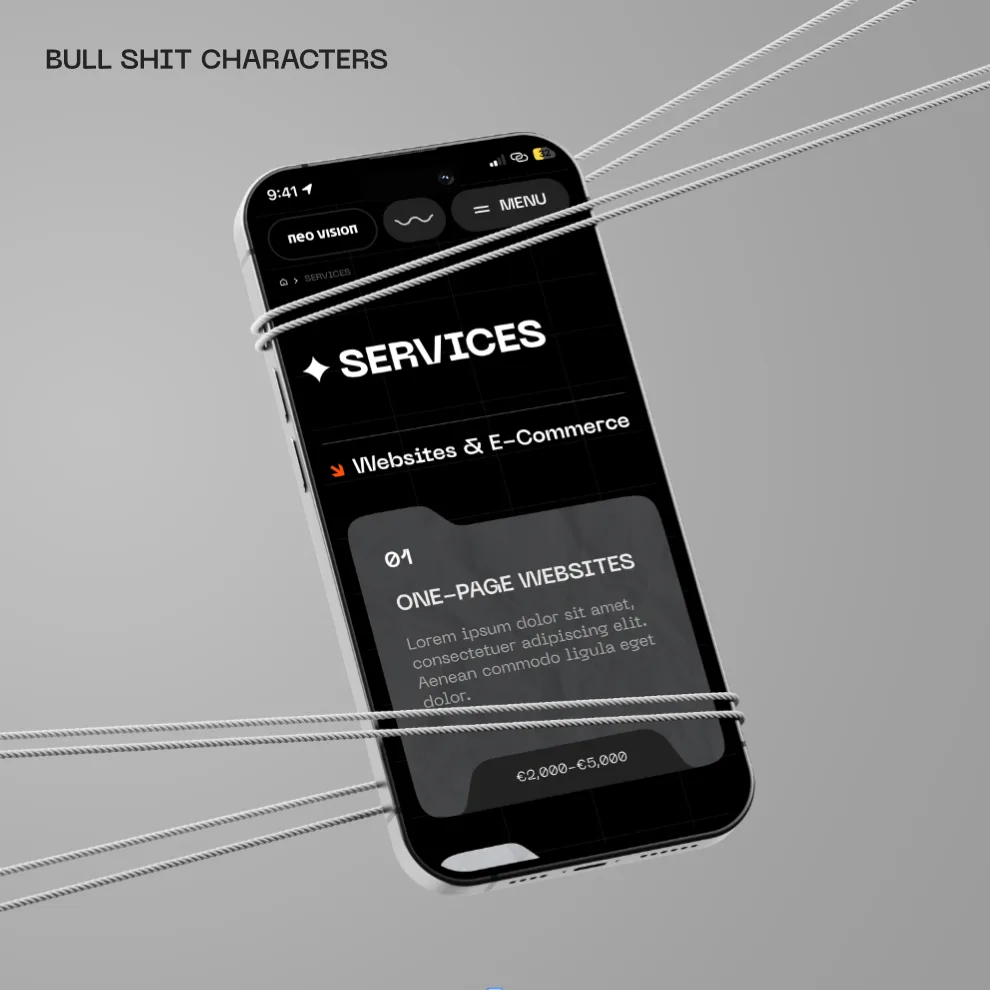 BULL SHIT CHARACTERS
9:41
32
neo vision
MENU
SERVICES
SERVICES
Websites & E-Commerce
01
ONE-PAGE WEBSITES
Lorem ipsum dolor sit amet,
consectetuer adipiscing elit.
Aenean commodo ligula eget
dolor.
€2,000-€5,000